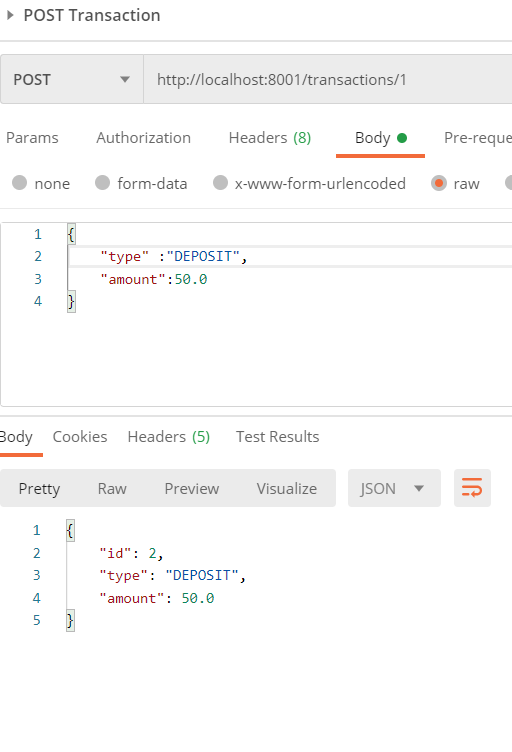 POST Transaction
POST http://localhost:8001/transactions/1
Params Authorization Headers (8) Body Pre-reque
none form-data x-www-form-urlencoded raw
1 {
2 "type" :"DEPOSIT",
3 "amount":50.0
4 }
Body Cookies Headers (5) Test Results
Pretty Raw Preview Visualize JSON
1 {
2 "id": 2,
3 "type": "DEPOSIT",
4 "amount": 50.0
5 }